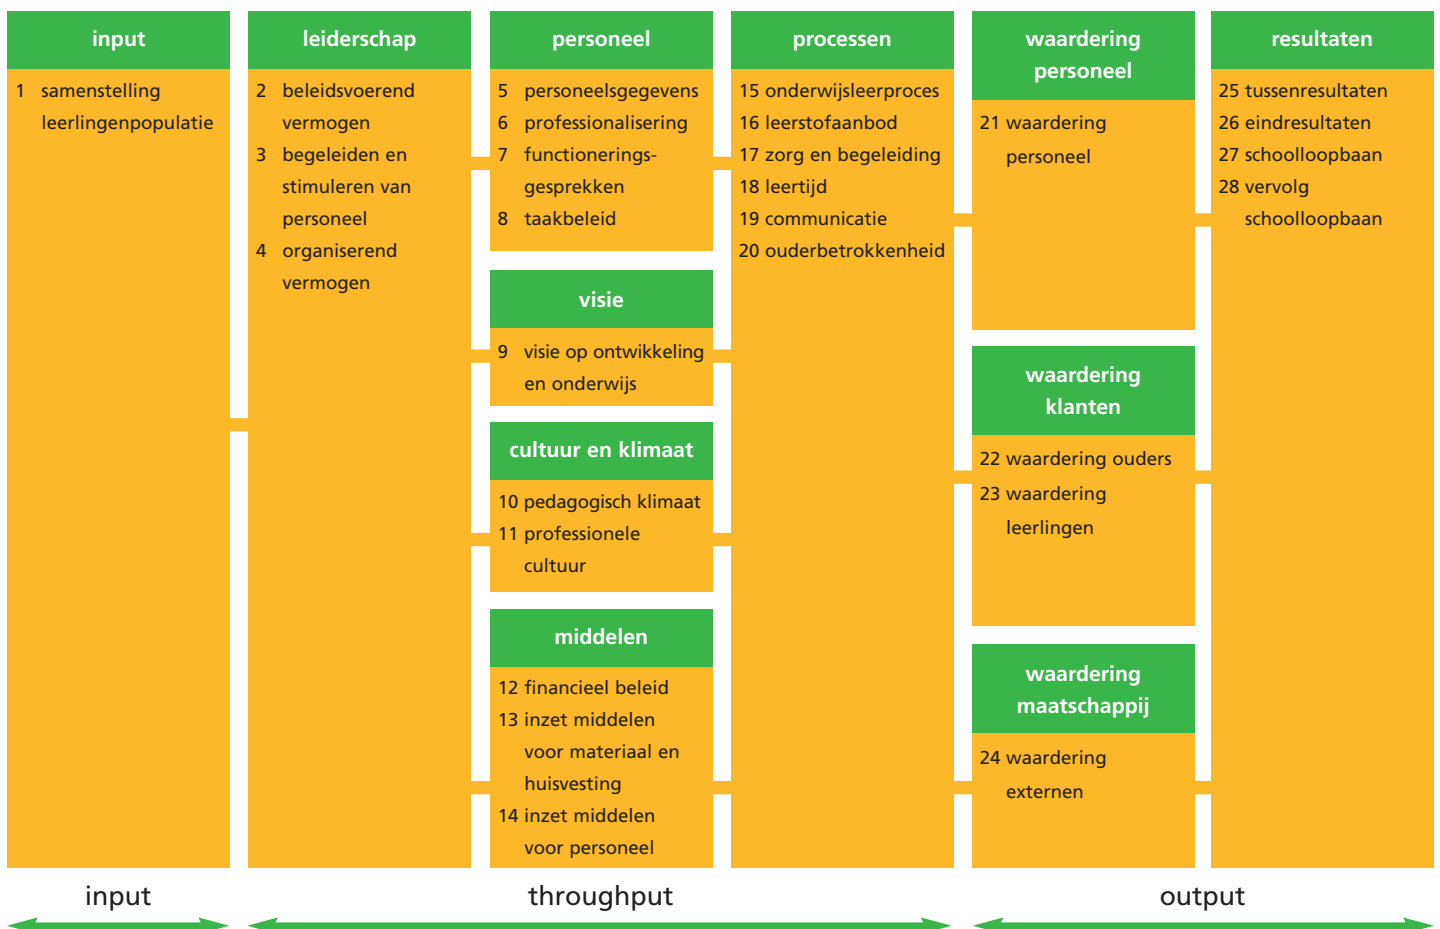 input
1 samenstelling
leerlingenpopulatie
leiderschap
2 beleidsvoerend
vermogen
3 begeleiden en
stimuleren van
personeel
4 organiserend
vermogen
personeel
5 personeelsgegevens
6 professionalisering
7 functionerings-
gesprekken
8 taakbeleid
visie
9 visie op ontwikkeling
en onderwijs
cultuur en klimaat
10 pedagogisch klimaat
11 professionele
cultuur
middelen
12 financieel beleid
13 inzet middelen
voor materiaal en
huisvesting
14 inzet middelen
voor personeel
processen
15 onderwijsleerproces
16 leerstofaanbod
17 zorg en begeleiding
18 leertijd
19 communicatie
20 ouderbetrokkenheid
waardering
personeel
21 waardering
personeel
waardering
klanten
22 waardering ouders
23 waardering
leerlingen
waardering
maatschappij
24 waardering
externen
resultaten
25 tussenresultaten
26 eindresultaten
27 schoolloopbaan
28 vervolg
schoolloopbaan
input
throughput
output